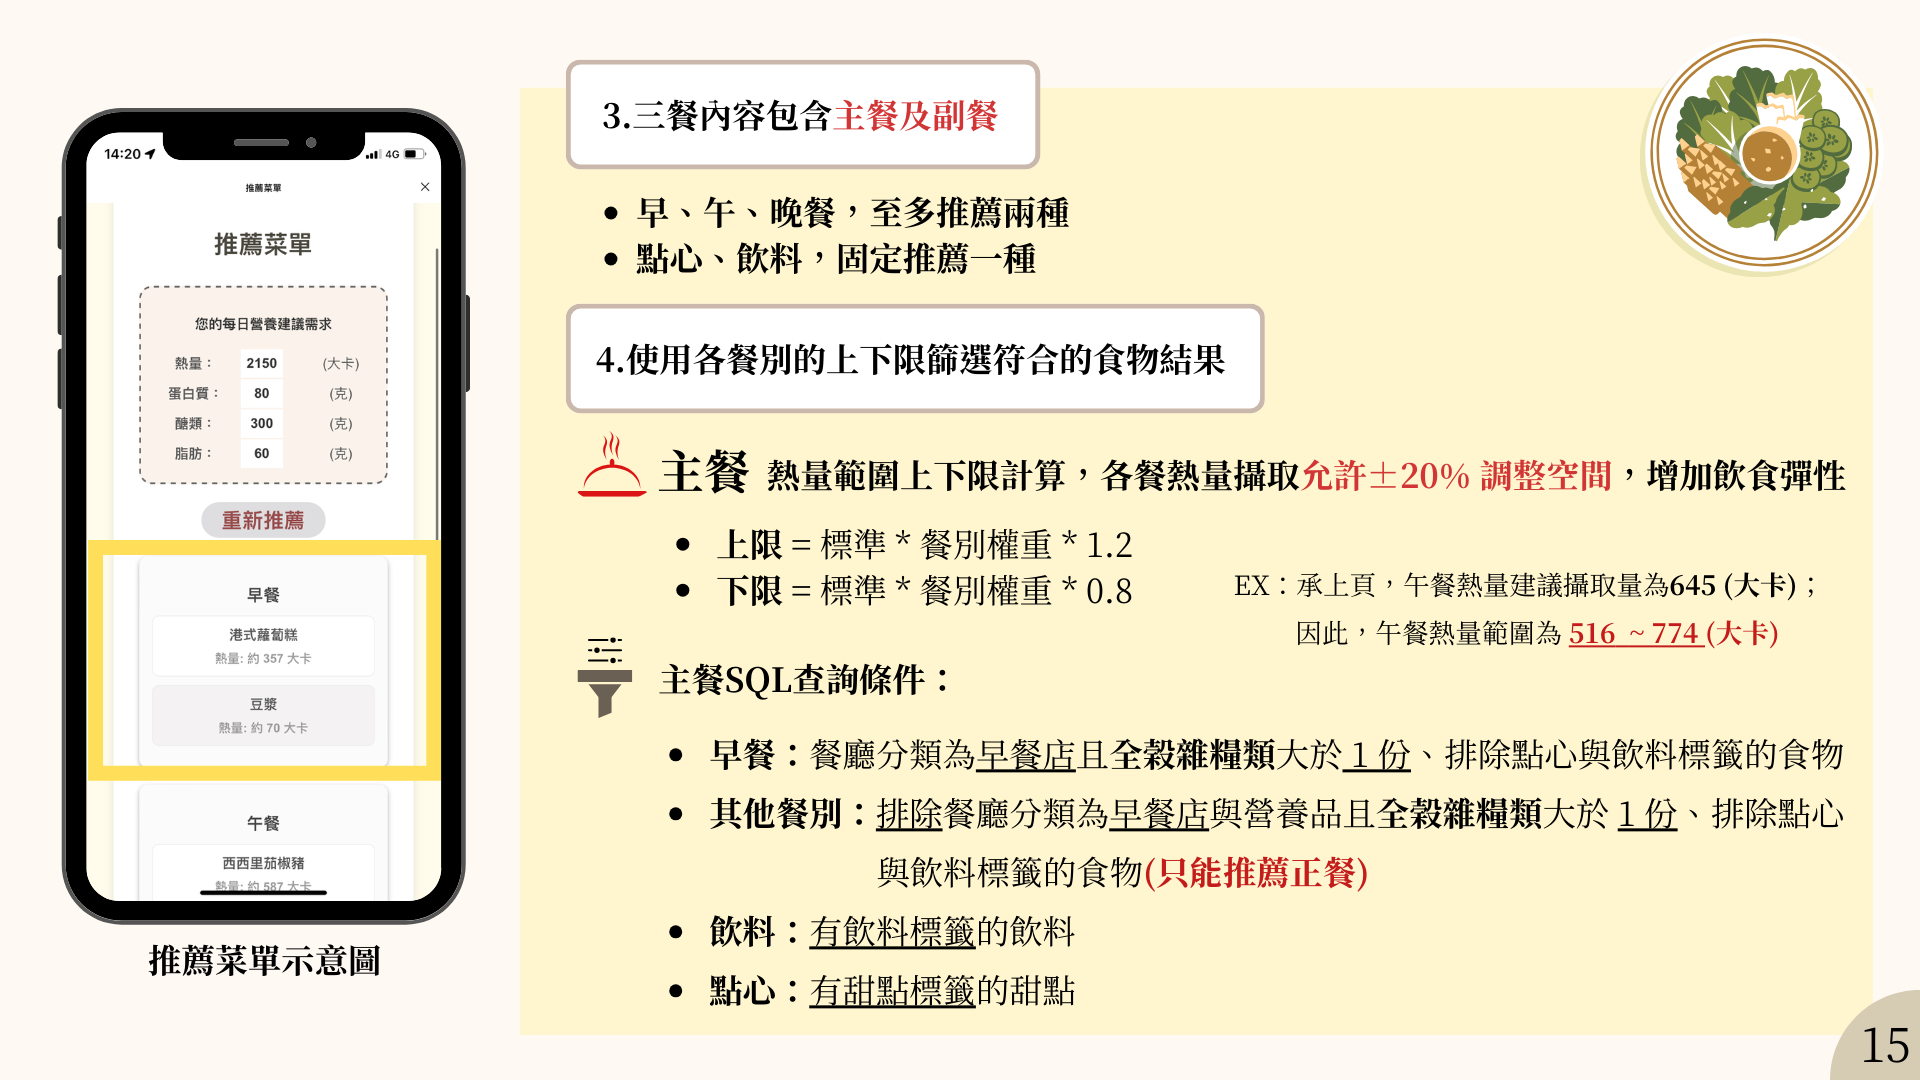 14:20
4G
推薦菜單
×
推薦菜單
您的每日營養建議需求
熱量： 2150 (大卡)
蛋白質： 80 (克)
醣類： 300 (克)
脂肪： 60 (克)
重新推薦
早餐
港式蘿蔔糕
熱量: 約 357 大卡
豆漿
熱量: 約 70 大卡
午餐
西西里茄椒豬
熱量: 約 587 大卡
推薦菜單示意圖
3.三餐內容包含主餐及副餐
• 早、午、晚餐，至多推薦兩種
• 點心、飲料，固定推薦一種
4.使用各餐別的上下限篩選符合的食物結果
主餐 熱量範圍上下限計算，各餐熱量攝取允許±20% 調整空間，增加飲食彈性
• 上限 = 標準 * 餐別權重 * 1.2
• 下限 = 標準 * 餐別權重 * 0.8
EX：承上頁，午餐熱量建議攝取量為645 (大卡)；
因此，午餐熱量範圍為 516 ~ 774 (大卡)
主餐SQL查詢條件：
• 早餐：餐廳分類為早餐店且全穀雜糧類大於 1 份、排除點心與飲料標籤的食物
• 其他餐別：排除餐廳分類為早餐店與營養品且全穀雜糧類大於 1 份、排除點心
與飲料標籤的食物(只能推薦正餐)
• 飲料：有飲料標籤的飲料
• 點心：有甜點標籤的甜點
15